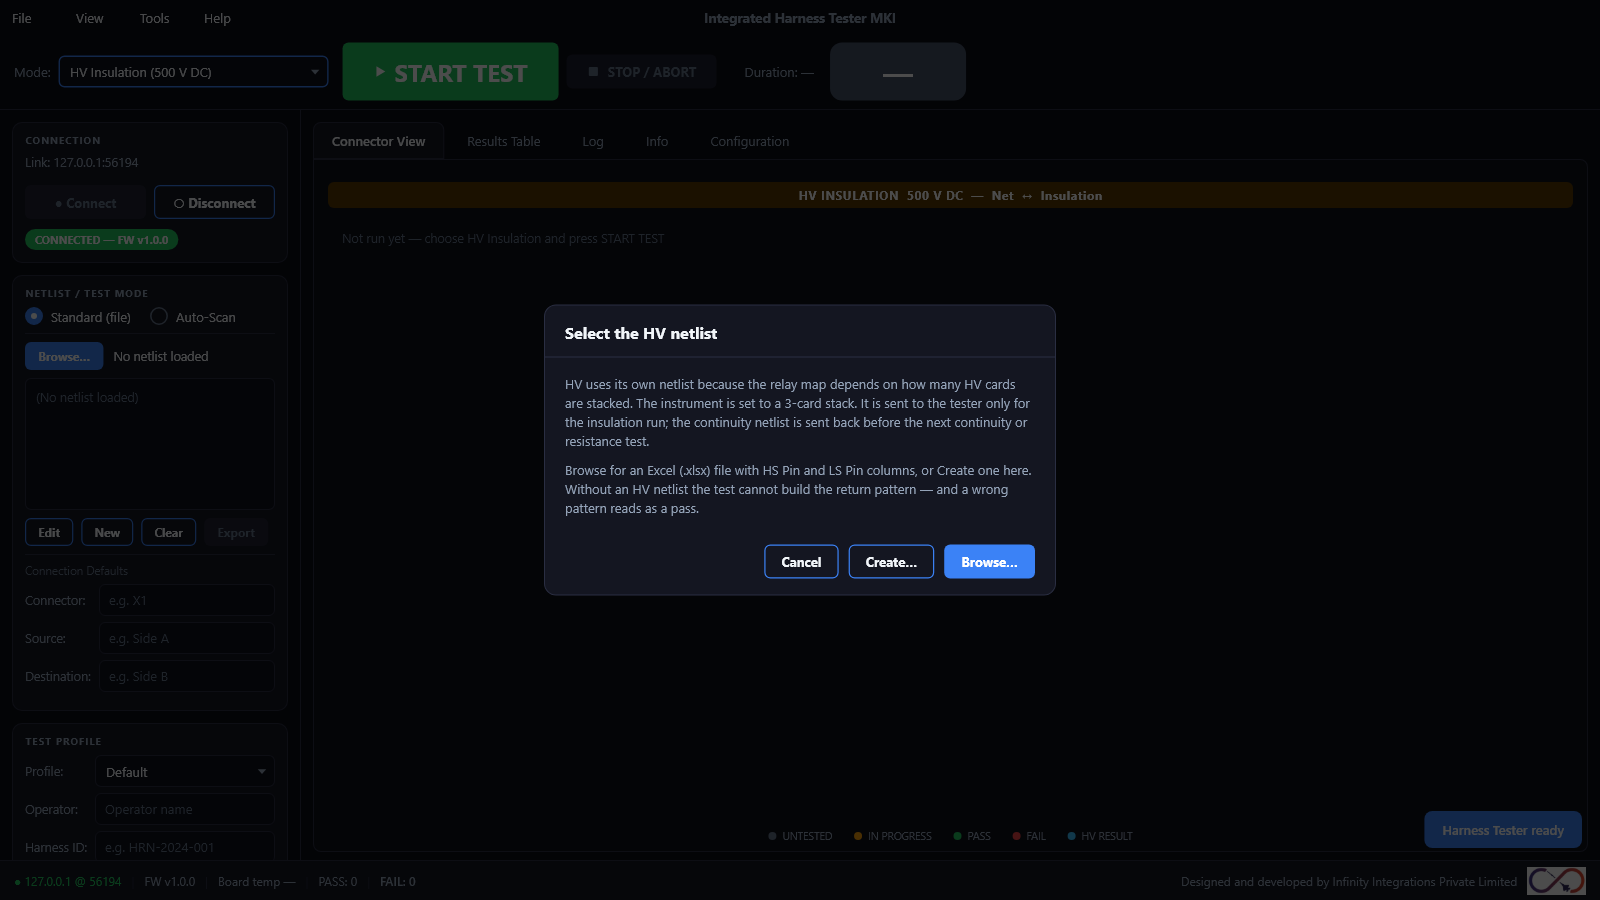 File View Tools Help
Integrated Harness Tester MKI
Mode: HV Insulation (500 V DC)
START TEST
STOP / ABORT
Duration: —
—
CONNECTION
Link: 127.0.0.1:56194
Connect
Disconnect
CONNECTED — FW v1.0.0
NETLIST / TEST MODE
Standard (file) Auto-Scan
Browse... No netlist loaded
(No netlist loaded)
Edit New Clear Export
Connection Defaults
Connector: e.g. X1
Source: e.g. Side A
Destination: e.g. Side B
TEST PROFILE
Profile: Default
Operator: Operator name
Harness ID: e.g. HRN-2024-001
Connector View Results Table Log Info Configuration
HV INSULATION 500 V DC — Net ↔ Insulation
Not run yet — choose HV Insulation and press START TEST
Select the HV netlist
HV uses its own netlist because the relay map depends on how many HV cards
are stacked. The instrument is set to a 3-card stack. It is sent to the tester only for
the insulation run; the continuity netlist is sent back before the next continuity or
resistance test.
Browse for an Excel (.xlsx) file with HS Pin and LS Pin columns, or Create one here.
Without an HV netlist the test cannot build the return pattern — and a wrong
pattern reads as a pass.
Cancel Create... Browse...
UNTESTED IN PROGRESS PASS FAIL HV RESULT
Harness Tester ready
127.0.0.1 @ 56194 FW v1.0.0 Board temp — PASS: 0 FAIL: 0
Designed and developed by Infinity Integrations Private Limited